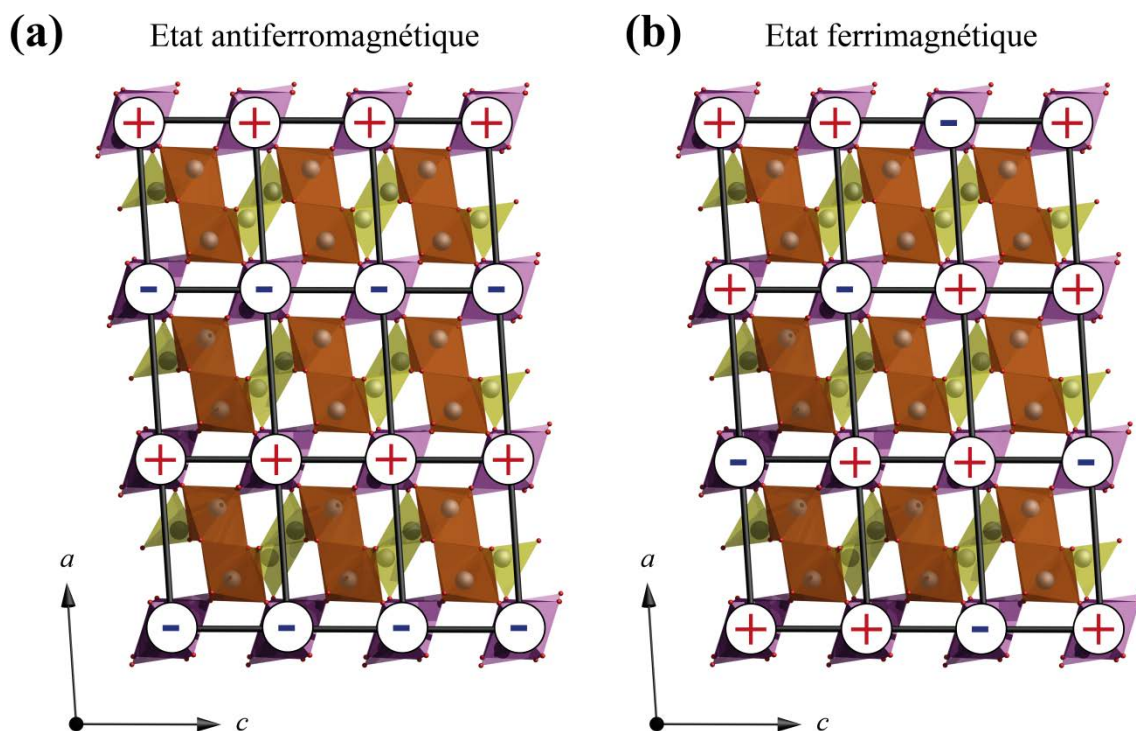 (a) Etat antiferromagnétique
(b) Etat ferrimagnétique
+ + + +
+ + - +
- - - -
+ - + +
+ + + +
- + + -
- - - -
+ + - +
a
c
a
c